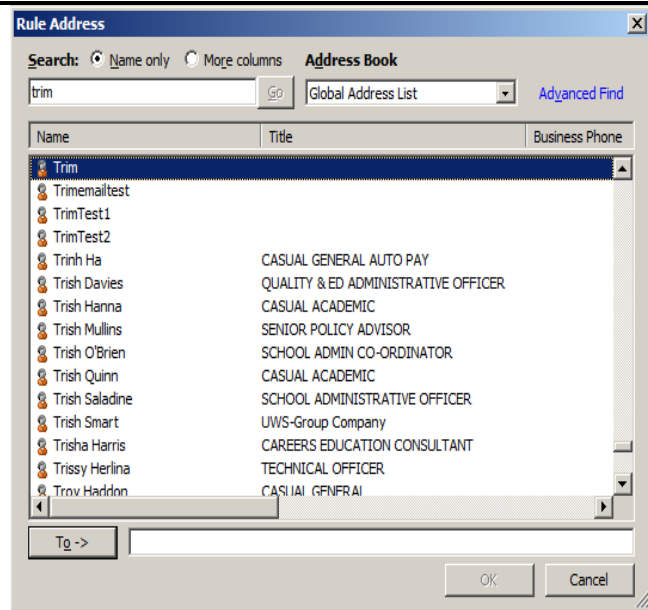 Rule Address
Search: Name only More columns Address Book
trim Go Global Address List Advanced Find
Name Title Business Phone
Trim
Trimemailtest
TrimTest1
TrimTest2
Trinh Ha CASUAL GENERAL AUTO PAY
Trish Davies QUALITY & ED ADMINISTRATIVE OFFICER
Trish Hanna CASUAL ACADEMIC
Trish Mullins SENIOR POLICY ADVISOR
Trish O'Brien SCHOOL ADMIN CO-ORDINATOR
Trish Quinn CASUAL ACADEMIC
Trish Saladine SCHOOL ADMINISTRATIVE OFFICER
Trish Smart UWS-Group Company
Trisha Harris CAREERS EDUCATION CONSULTANT
Trissy Herlina TECHNICAL OFFICER
Troy Haddon CASUAL GENERAL
To ->
OK Cancel